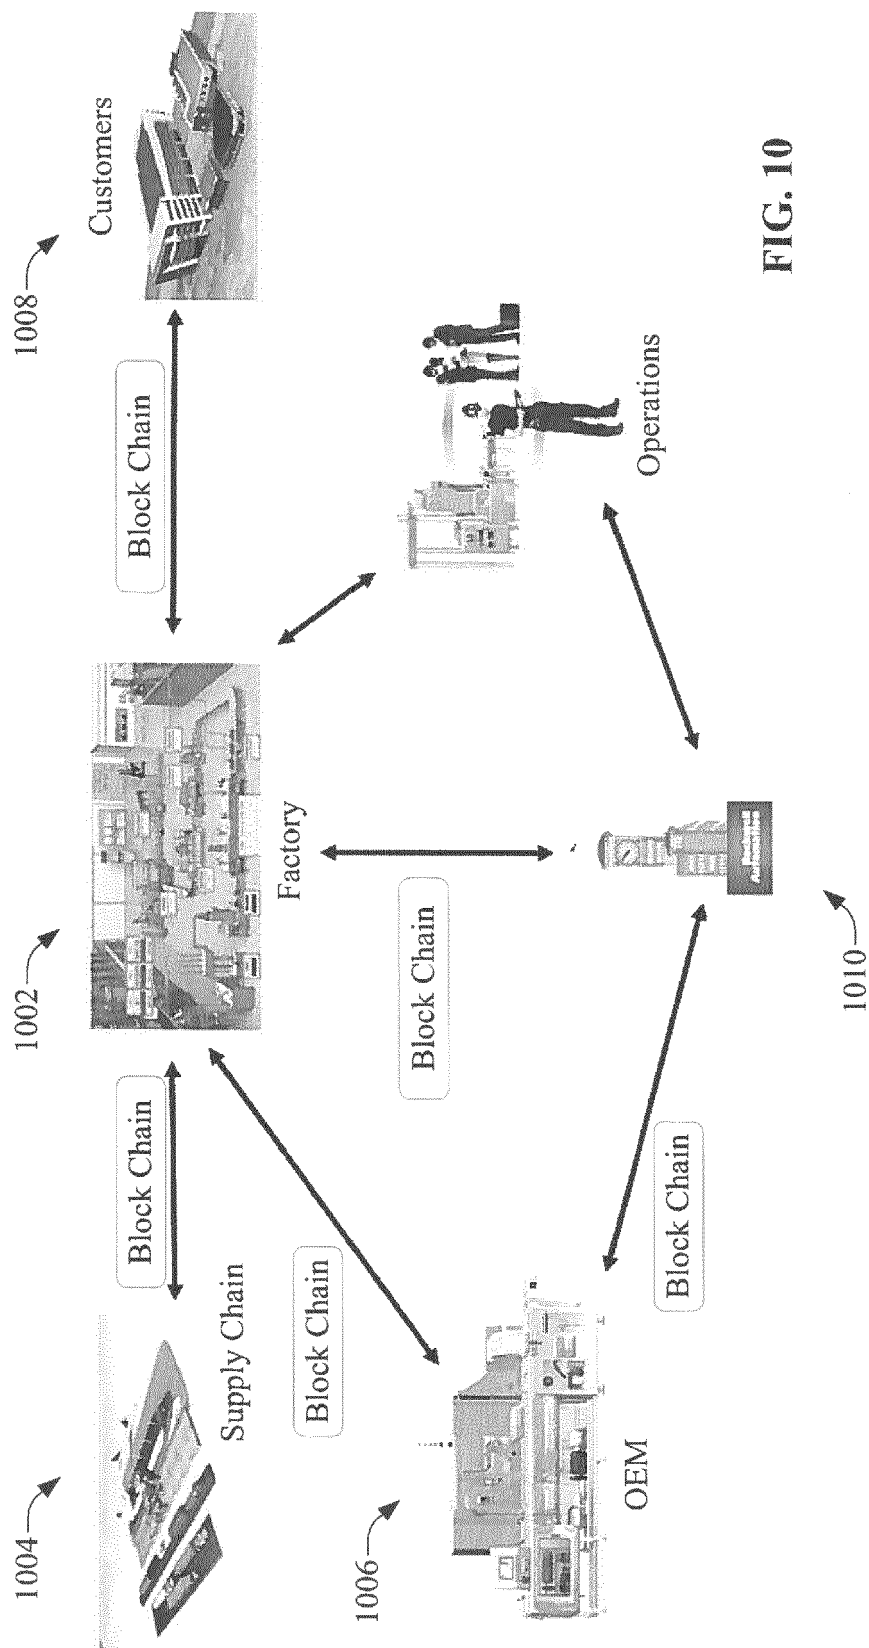 1004
Supply Chain
Block Chain
1002
Factory
Block Chain
1008
Customers
Block Chain
1006
OEM
Block Chain
Block Chain
1010
Operations
FIG. 10